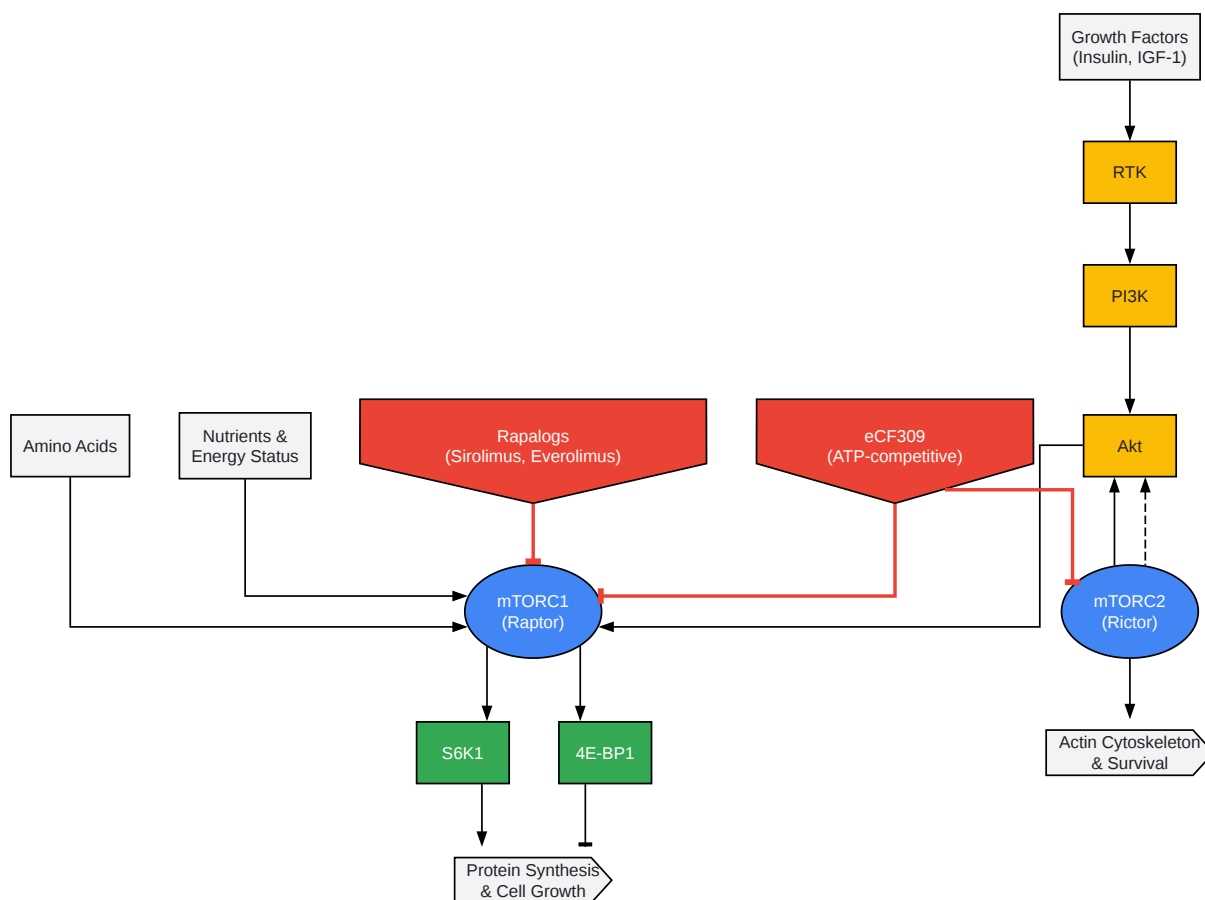 Growth Factors
(Insulin, IGF-1)
RTK
PI3K
Amino Acids
Nutrients &
Energy Status
Rapalogs
(Sirolimus, Everolimus)
eCF309
(ATP-competitive)
Akt
mTORC1
(Raptor)
mTORC2
(Rictor)
S6K1
4E-BP1
Actin Cytoskeleton
& Survival
Protein Synthesis
& Cell Growth